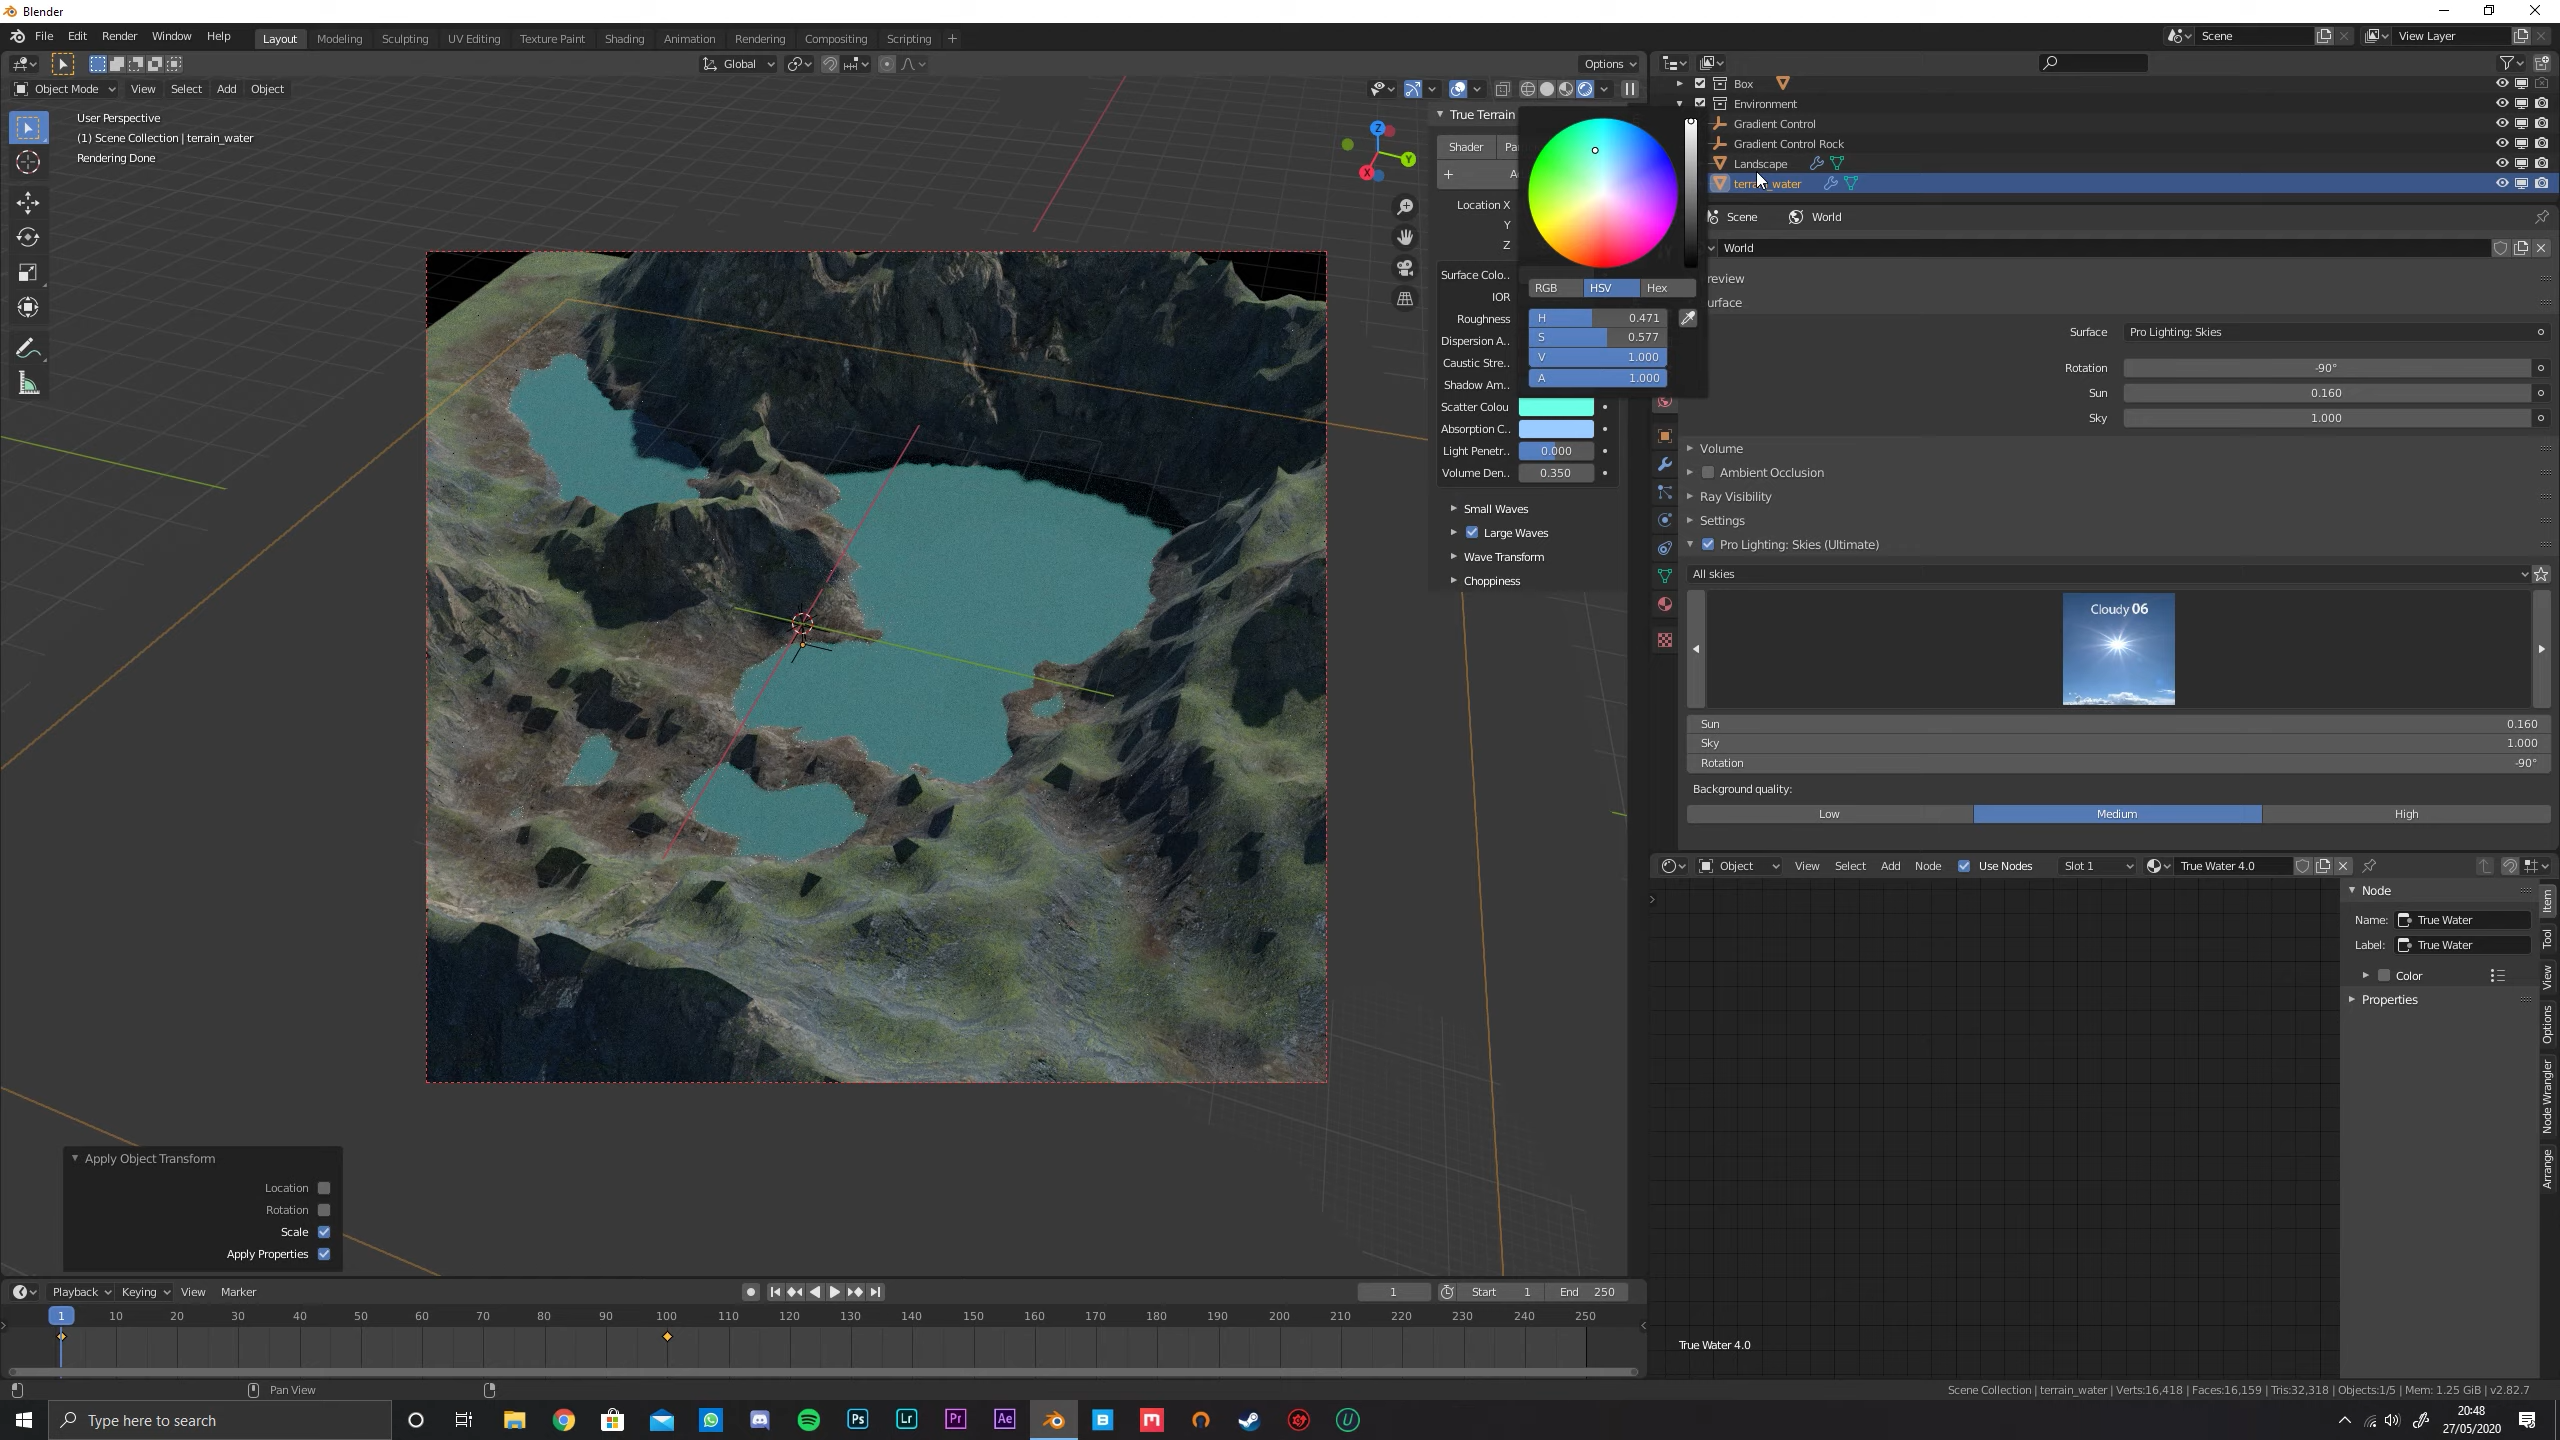 Blender
File Edit Render Window Help
Layout Modeling Sculpting UV Editing Texture Paint Shading Animation Rendering Compositing Scripting +
Scene
View Layer
Global
Options
Object Mode View Select Add Object
User Perspective
(1) Scene Collection | terrain_water
Rendering Done
Z
Y
X
True Terrain
Shader
Location X
Y
Z
Surface Colo..
IOR
Roughness
Dispersion A..
Caustic Stre..
Shadow Am..
Scatter Colou
Absorption C..
Light Penetr.. 0.000
Volume Den.. 0.350
Small Waves
Large Waves
Wave Transform
Choppiness
RGB HSV Hex
H 0.471
S 0.577
V 1.000
A 1.000
Box
Environment
Gradient Control
Gradient Control Rock
Landscape
Scene World
World
Surface Pro Lighting: Skies
Rotation -90°
Sun 0.160
Sky 1.000
Volume
Ambient Occlusion
Ray Visibility
Settings
Pro Lighting: Skies (Ultimate)
All skies
Cloudy 06
Sun 0.160
Sky 1.000
Rotation -90°
Background quality:
Low Medium High
Object View Select Add Node Use Nodes Slot 1 True Water 4.0
Node
Name: True Water
Label: True Water
Color
Properties
Item
Tool
View
Options
Node Wrangler
Arrange
True Water 4.0
Apply Object Transform
Location
Rotation
Scale
Apply Properties
Playback Keying View Marker
1 Start 1 End 250
1 10 20 30 40 50 60 70 80 90 100 110 120 130 140 150 160 170 180 190 200 210 220 230 240 250
Pan View
Scene Collection | terrain_water | Verts:16,418 | Faces:16,159 | Tris:32,318 | Objects:1/5 | Mem: 1.25 GiB | v2.82.7
Type here to search
Ps Lr Pr Ae B
20:48
27/05/2020